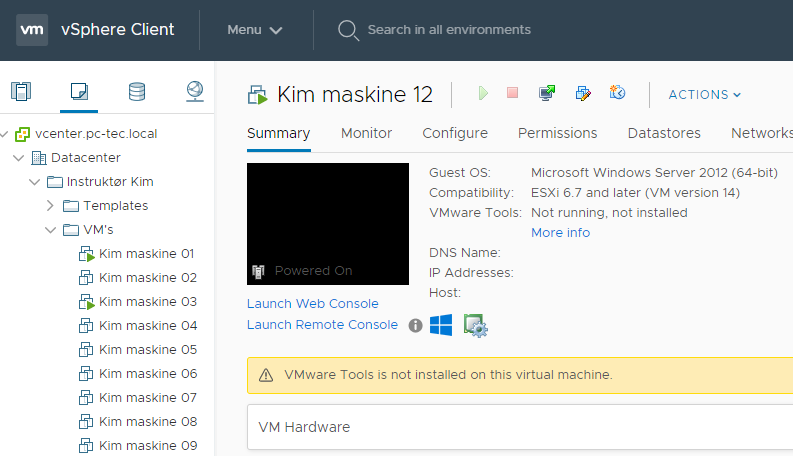 vm vSphere Client Menu Search in all environments
vcenter.pc-tec.local
Datacenter
Instruktør Kim
Templates
VM's
Kim maskine 01
Kim maskine 02
Kim maskine 03
Kim maskine 04
Kim maskine 05
Kim maskine 06
Kim maskine 07
Kim maskine 08
Kim maskine 09
Kim maskine 12 ACTIONS
Summary Monitor Configure Permissions Datastores Networks
Powered On
Launch Web Console
Launch Remote Console
Guest OS: Microsoft Windows Server 2012 (64-bit)
Compatibility: ESXi 6.7 and later (VM version 14)
VMware Tools: Not running, not installed
More info
DNS Name:
IP Addresses:
Host:
VMware Tools is not installed on this virtual machine.
VM Hardware